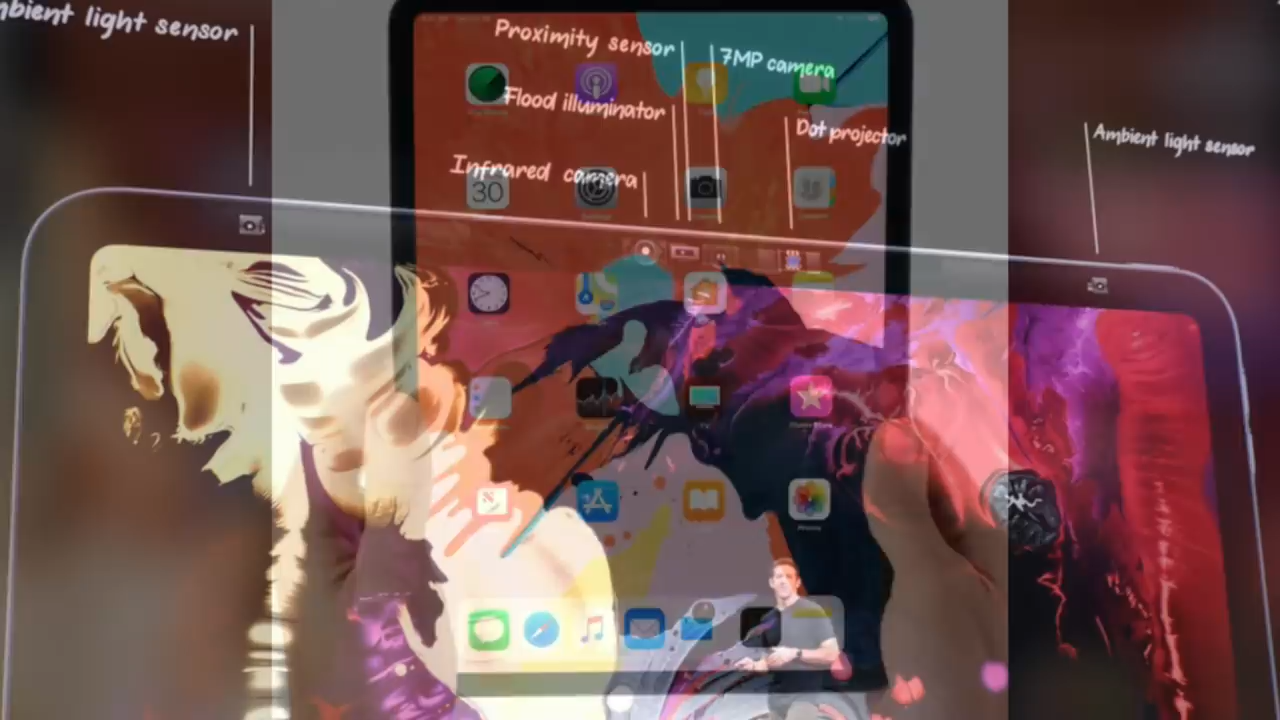 Ambient light sensor
Proximity sensor
7MP camera
Flood illuminator
Dot projector
Ambient light sensor
Infrared camera
30